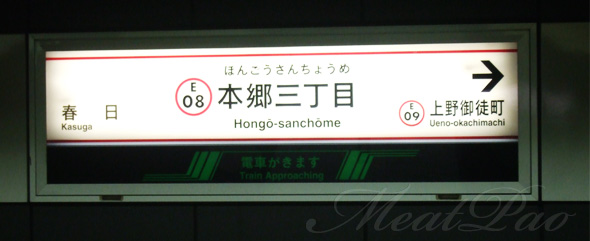 ほんごうさんちょうめ
E
08
本郷三丁目
Hongō-sanchōme
春 日
Kasuga
E
09
上野御徒町
Ueno-okachimachi
電車がきます
Train Approaching
MeatPao